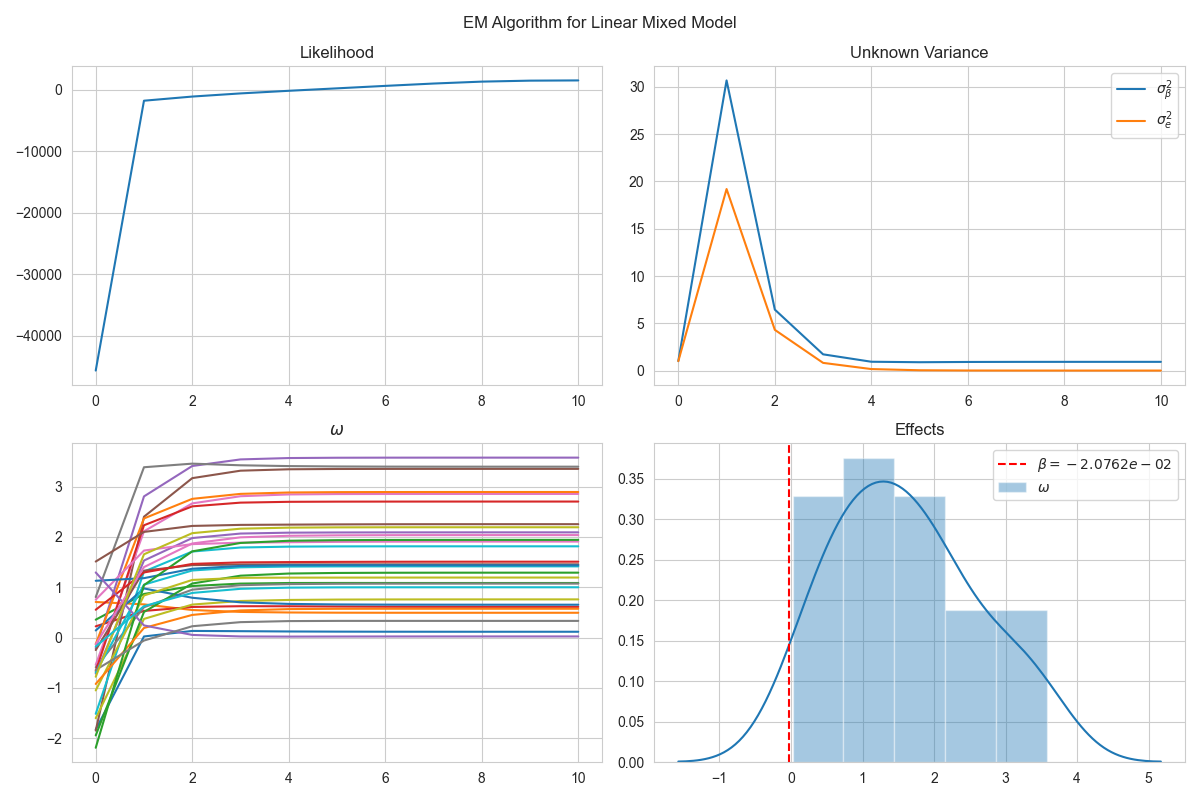 EM Algorithm for Linear Mixed Model
Likelihood
0
−10000
−20000
−30000
−40000
0 2 4 6 8 10
Unknown Variance
30
25
20
15
10
5
0
0 2 4 6 8 10
σ²_β
σ²_e
ω
3
2
1
0
−1
−2
0 2 4 6 8 10
Effects
0.35
0.30
0.25
0.20
0.15
0.10
0.05
0.00
−1 0 1 2 3 4 5
β = −2.0762e − 02
ω